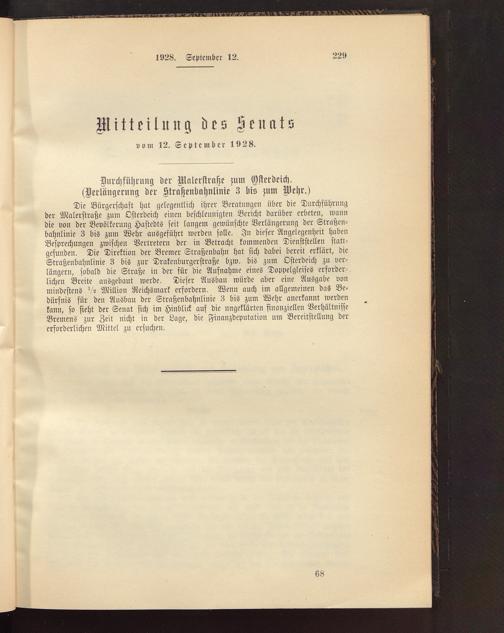 1928. September 12.
229
Mitteilung des Senats
vom 12. September 1928.
Durchführung der Malerstraße zum Osterdeich.
(Verlängerung der Straßenbahnlinie 3 bis zum Wehr.)
Die Bürgerschaft hat gelegentlich ihrer Beratungen über die Durchführung
der Malerstraße zum Osterdeich einen beschleunigten Bericht darüber erbeten, wann
die von der Bevölkerung Hastedts seit langem gewünschte Verlängerung der Straßen-
bahnlinie 3 bis zum Wehr ausgeführt werden solle. In dieser Angelegenheit haben
Besprechungen zwischen Vertretern der in Betracht kommenden Dienststellen statt-
gefunden. Die Direktion der Bremer Straßenbahn hat sich dabei bereit erklärt, die
Straßenbahnlinie 3 bis zur Drakenburgerstraße bzw. bis zum Osterdeich zu ver-
längern, sobald die Straße in der für die Aufnahme eines Doppelgleises erforder-
lichen Breite ausgebaut werde. Dieser Ausbau würde aber eine Ausgabe von
mindestens ½ Million Reichsmark erfordern. Wenn auch im allgemeinen das Be-
dürfnis für den Ausbau der Straßenbahnlinie 3 bis zum Wehr anerkannt werden
kann, so sieht der Senat sich im Hinblick auf die ungeklärten finanziellen Verhältnisse
Bremens zur Zeit nicht in der Lage, die Finanzdeputation um Bereitstellung der
erforderlichen Mittel zu ersuchen.
68